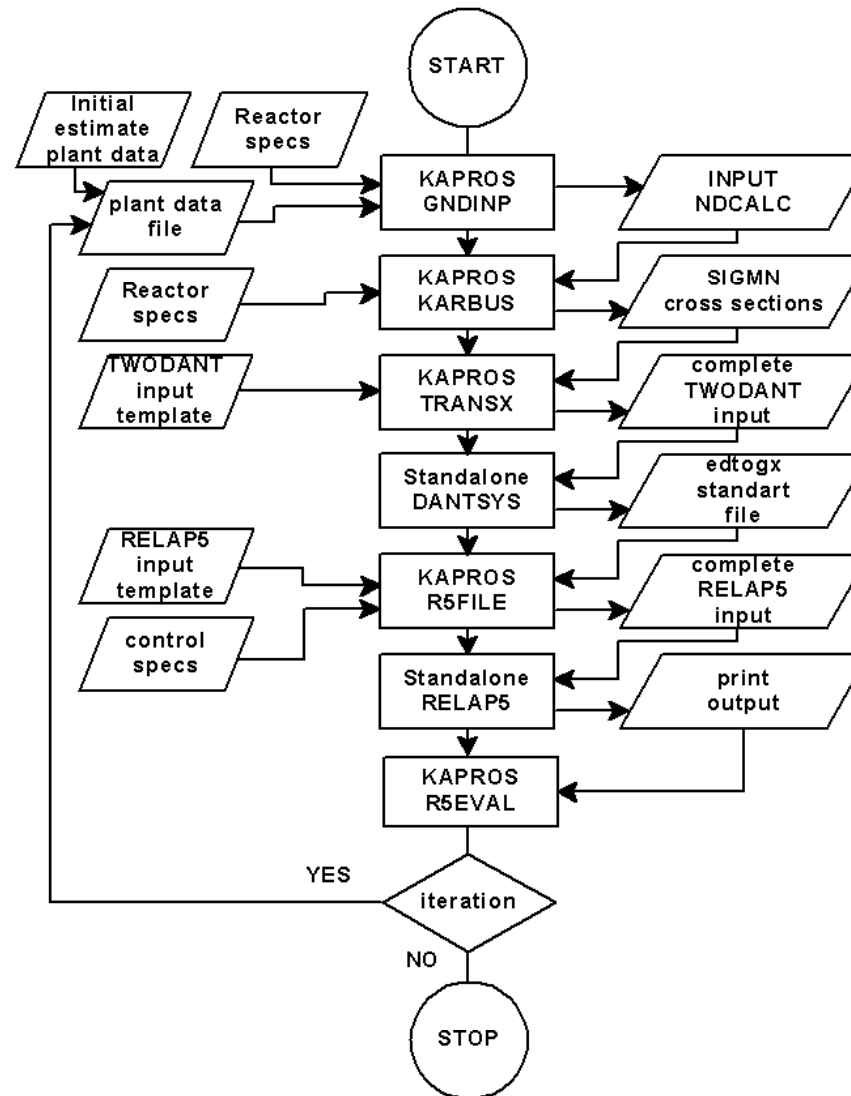 START
Initial
estimate
plant data
Reactor
specs
KAPROS
GNDINP
INPUT
NDCALC
plant data
file
Reactor
specs
KAPROS
KARBUS
SIGMN
cross sections
TWODANT
input
template
KAPROS
TRANSX
complete
TWODANT
input
Standalone
DANTSYS
edtogx
standart
file
RELAP5
input
template
KAPROS
R5FILE
complete
RELAP5
input
control
specs
Standalone
RELAP5
print
output
KAPROS
R5EVAL
YES
iteration
NO
STOP